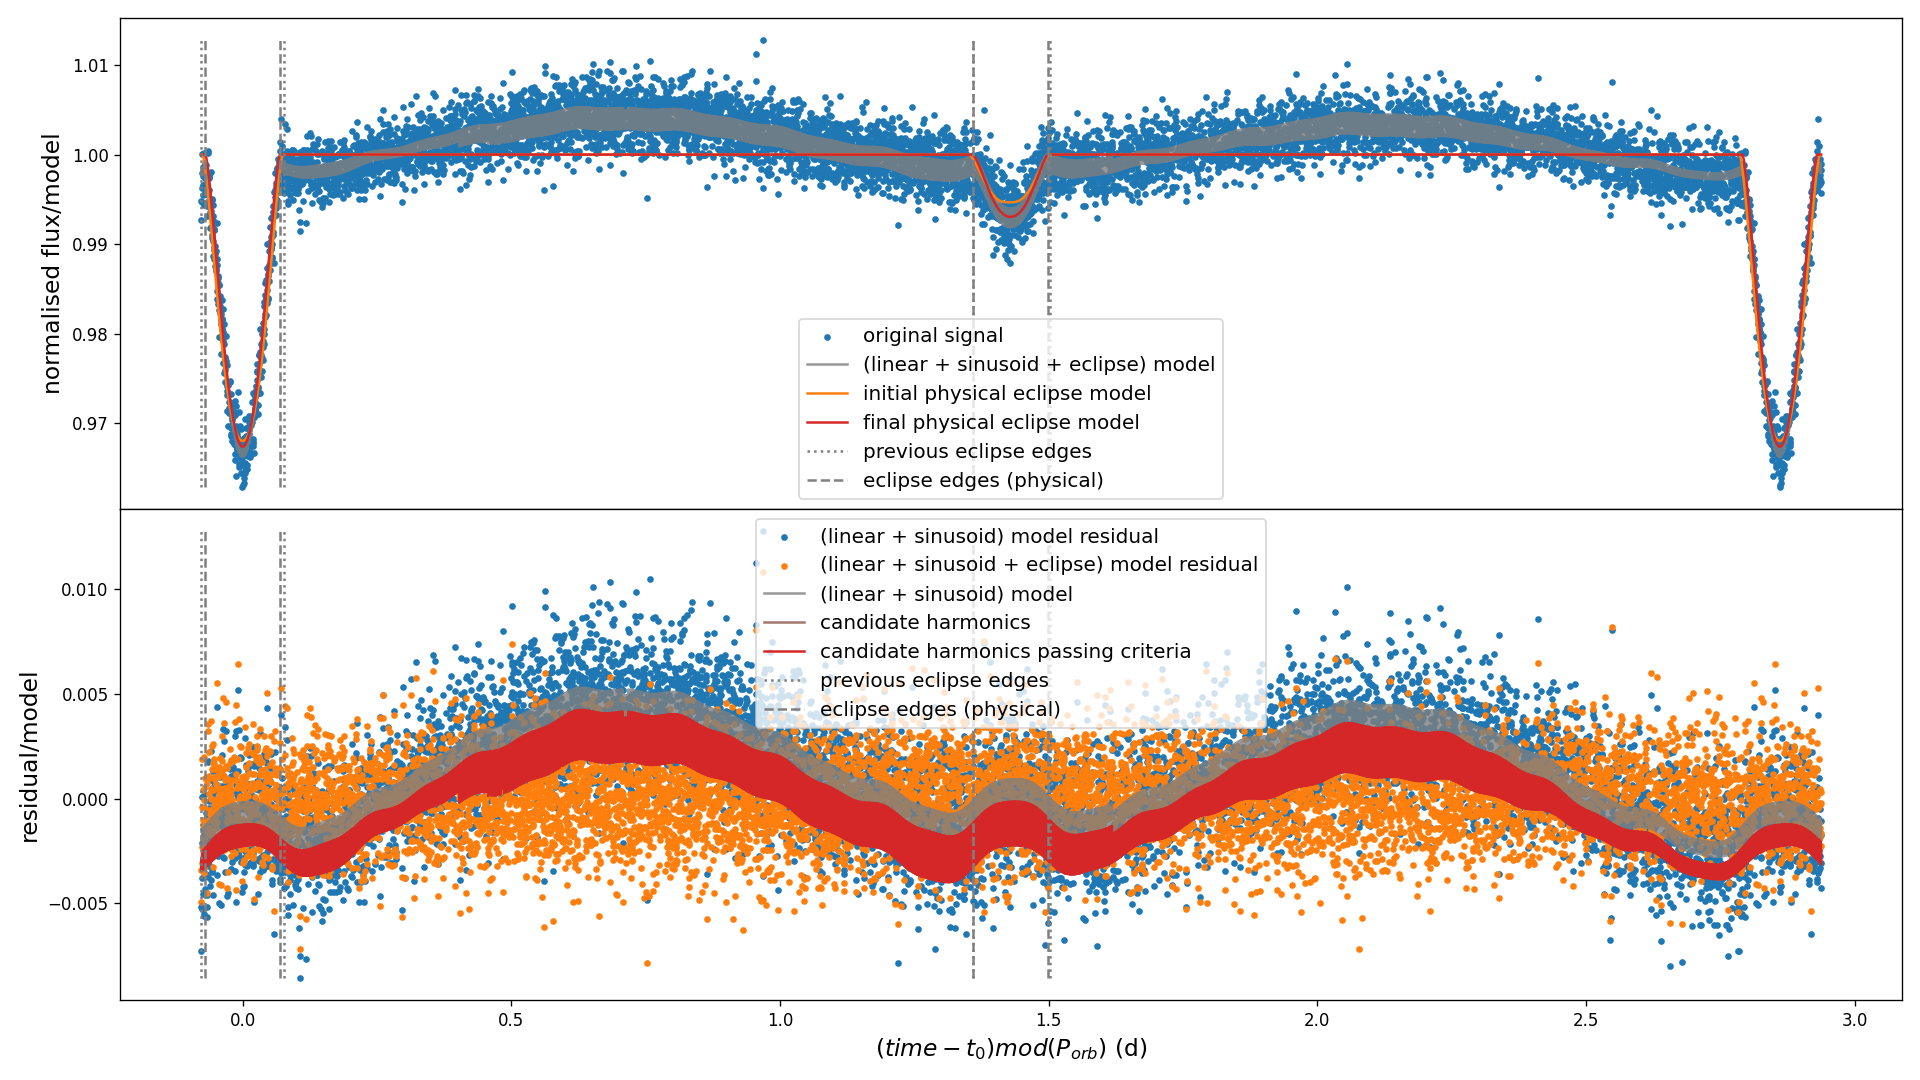 normalised flux/model
1.01
1.00
0.99
0.98
0.97
original signal
(linear + sinusoid + eclipse) model
initial physical eclipse model
final physical eclipse model
previous eclipse edges
eclipse edges (physical)
residual/model
0.010
0.005
0.000
−0.005
(linear + sinusoid) model residual
(linear + sinusoid + eclipse) model residual
(linear + sinusoid) model
candidate harmonics
candidate harmonics passing criteria
previous eclipse edges
eclipse edges (physical)
0.0 0.5 1.0 1.5 2.0 2.5 3.0
(time − t₀)mod(P_orb) (d)